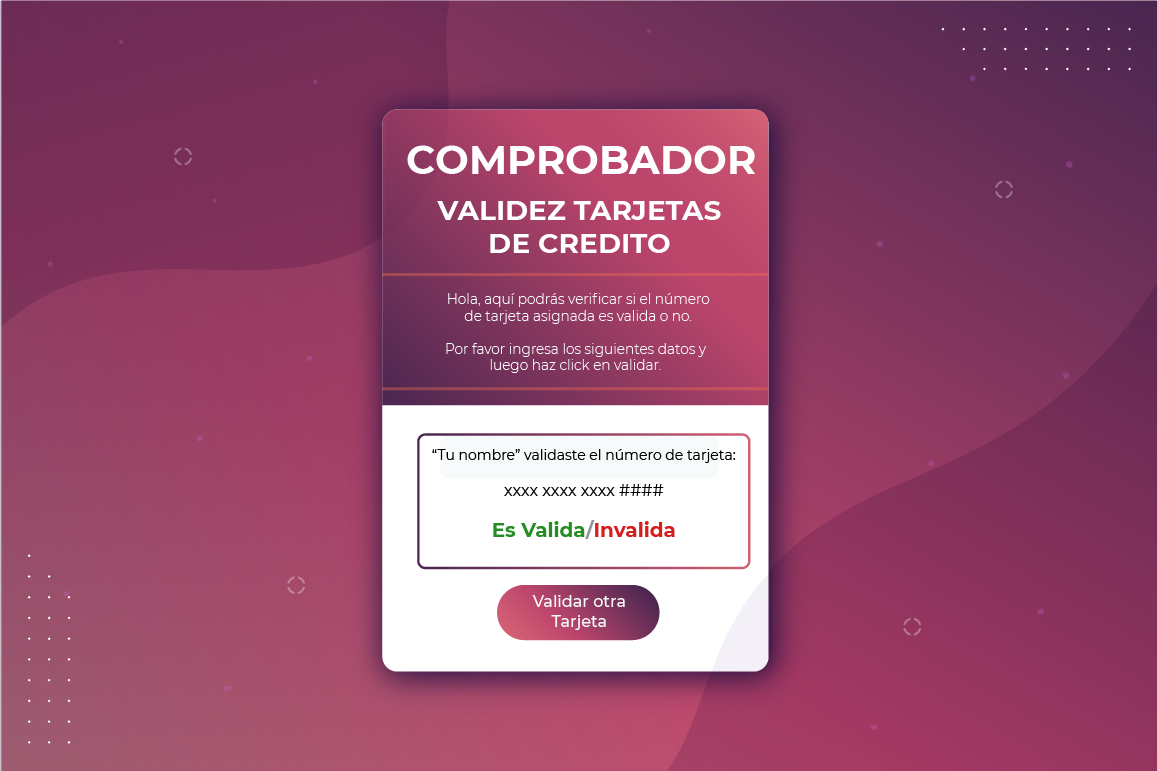 COMPROBADOR
VALIDEZ TARJETAS
DE CREDITO
Hola, aquí podrás verificar si el número
de tarjeta asignada es valida o no.
Por favor ingresa los siguientes datos y
luego haz click en validar.
“Tu nombre” validaste el número de tarjeta:
xxxx xxxx xxxx ####
Es Valida/Invalida
Validar otra
Tarjeta